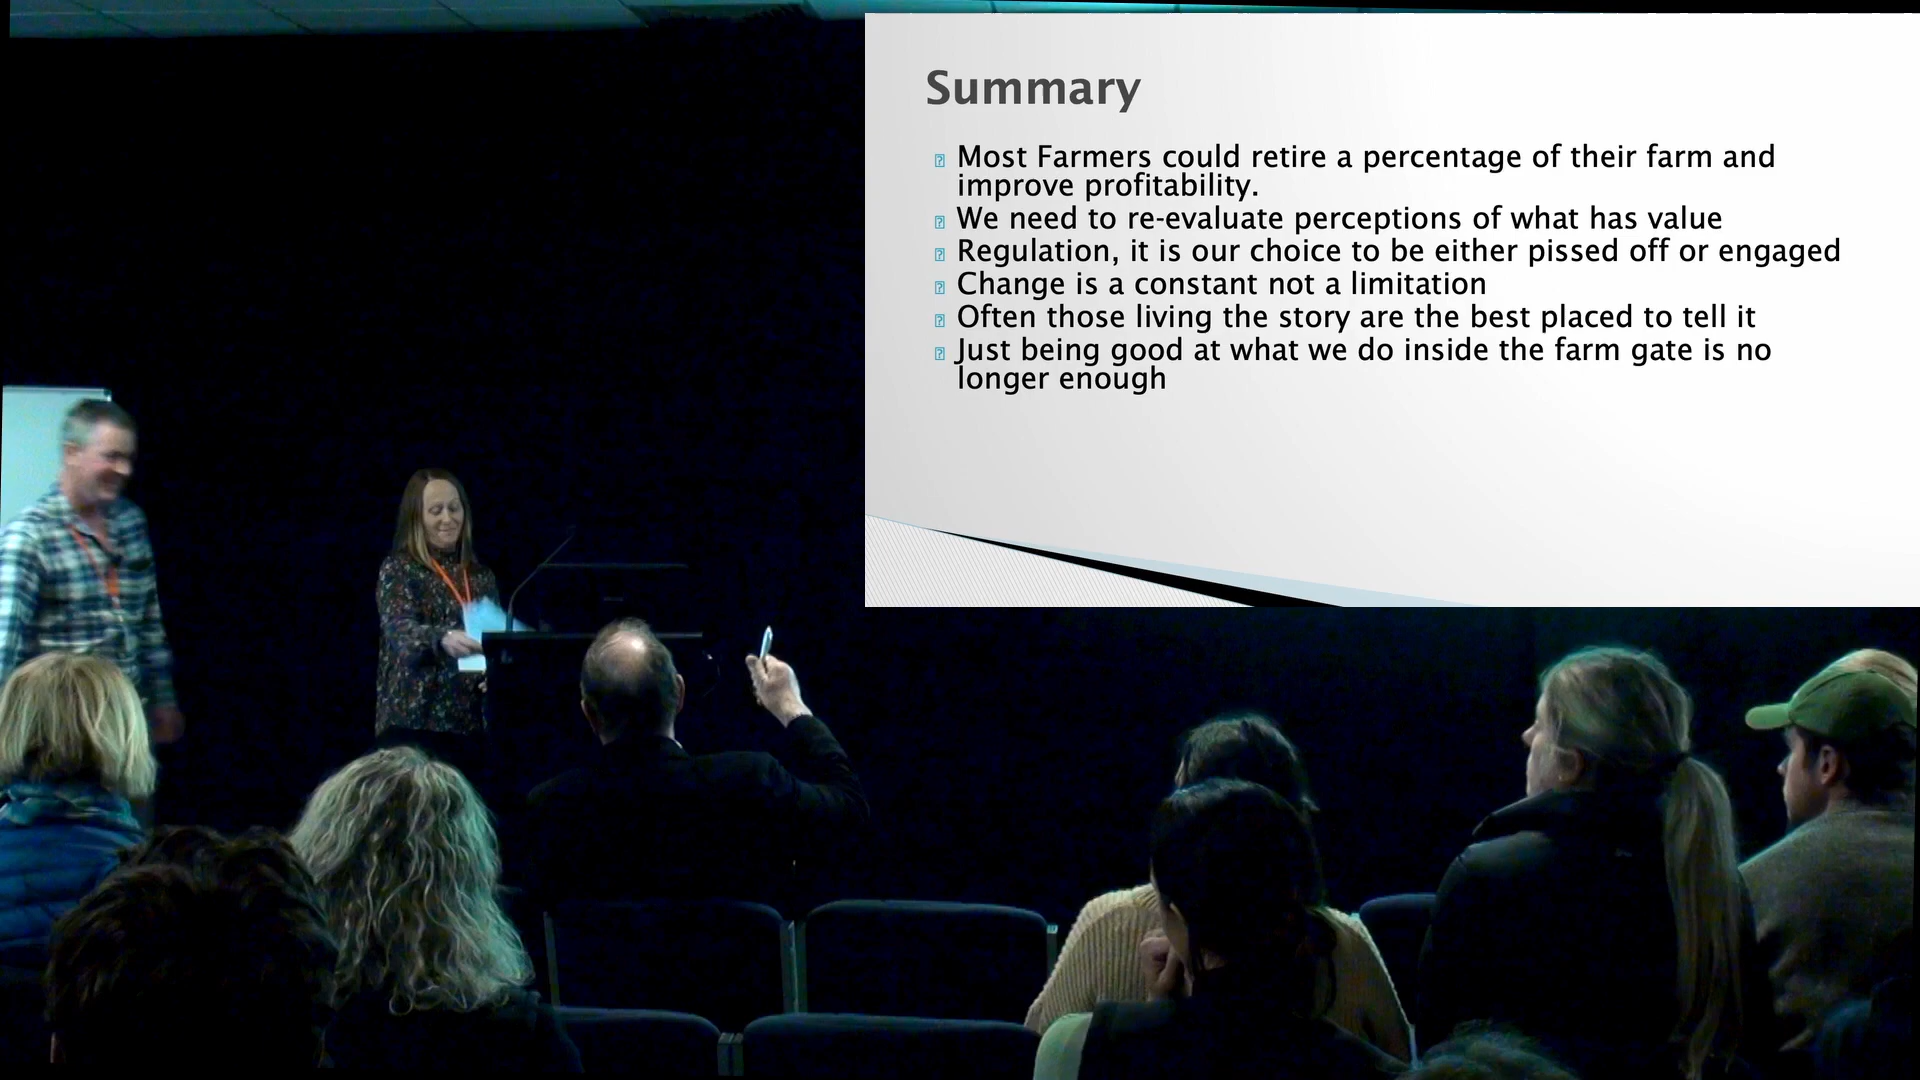 Summary
Most Farmers could retire a percentage of their farm and
improve profitability.
We need to re-evaluate perceptions of what has value
Regulation, it is our choice to be either pissed off or engaged
Change is a constant not a limitation
Often those living the story are the best placed to tell it
Just being good at what we do inside the farm gate is no
longer enough